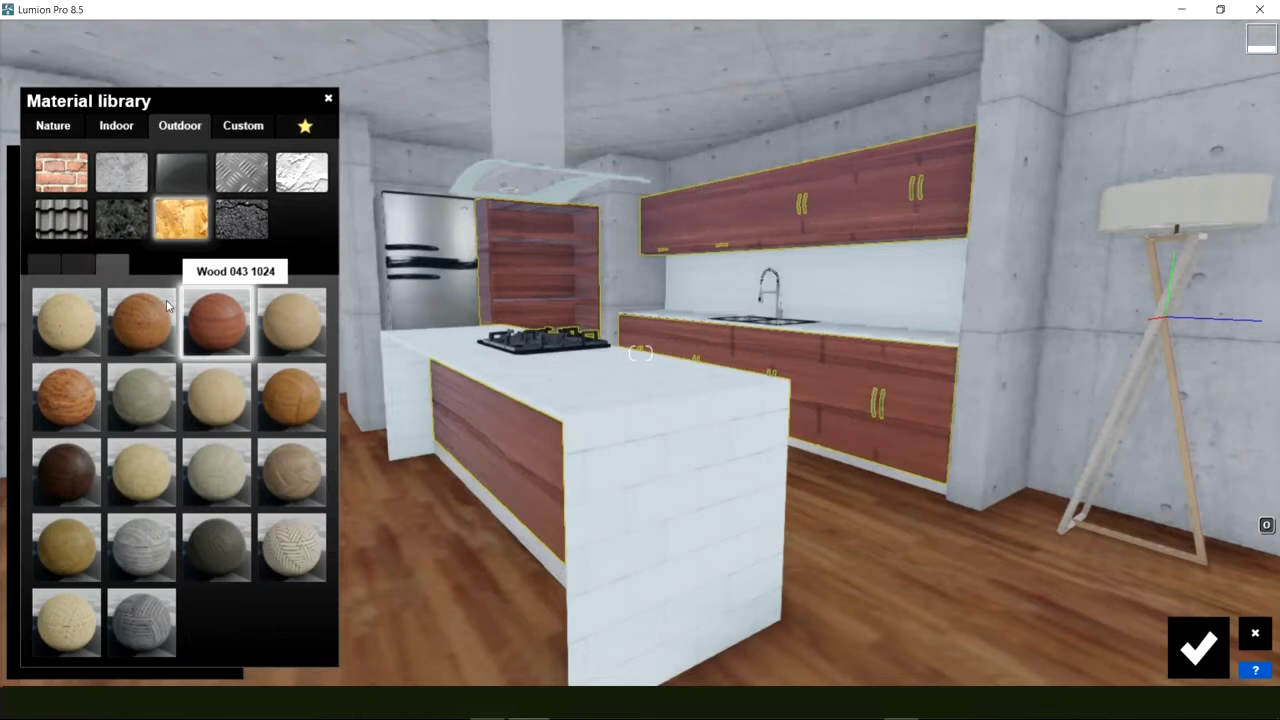 Lumion Pro 8.5
Material library
Nature Indoor Outdoor Custom
Wood 043 1024
O
?